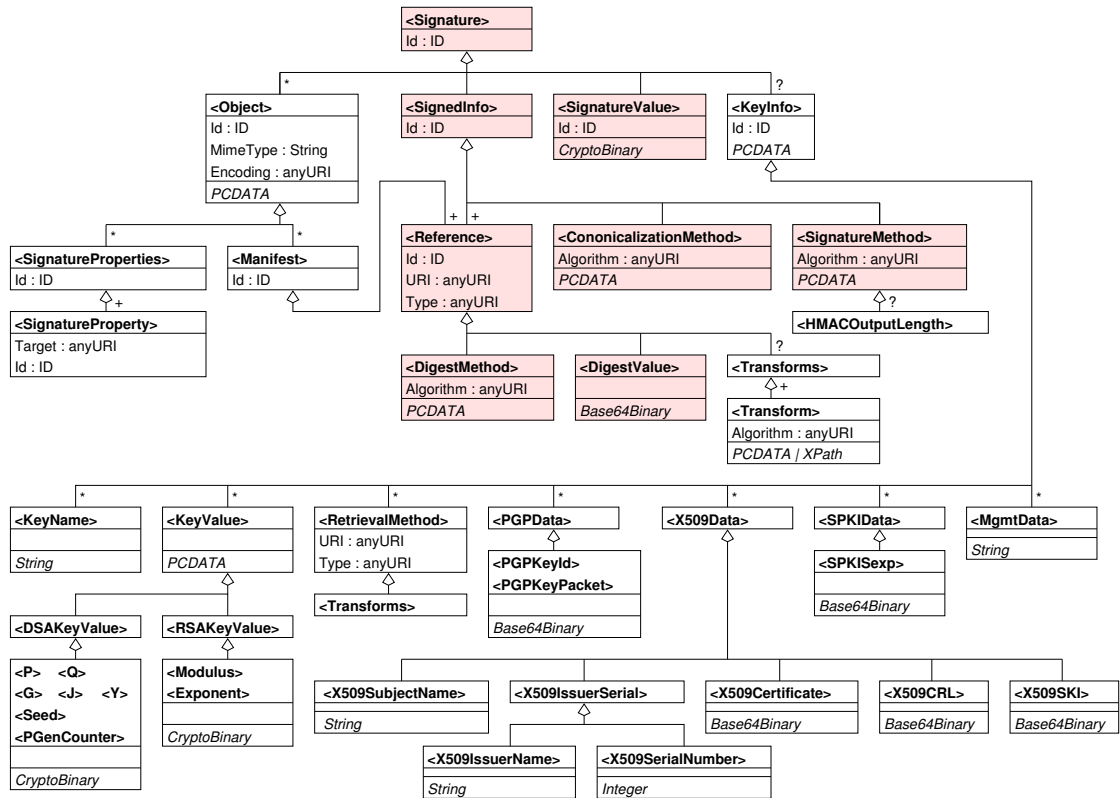 <Signature>
Id : ID
* ?
<Object> <SignedInfo> <SignatureValue> <KeyInfo>
Id : ID Id : ID Id : ID Id : ID
MimeType : String CryptoBinary PCDATA
Encoding : anyURI
PCDATA
* * + +
<SignatureProperties> <Manifest> <Reference> <CononicalizationMethod> <SignatureMethod>
Id : ID Id : ID Id : ID Algorithm : anyURI Algorithm : anyURI
URI : anyURI PCDATA PCDATA
Type : anyURI
+ ?
<SignatureProperty> <HMACOutputLength>
Target : anyURI
Id : ID
?
<DigestMethod> <DigestValue> <Transforms>
Algorithm : anyURI +
PCDATA Base64Binary <Transform>
Algorithm : anyURI
PCDATA | XPath
* * * * * * *
<KeyName> <KeyValue> <RetrievalMethod> <PGPData> <X509Data> <SPKIData> <MgmtData>
URI : anyURI
String PCDATA Type : anyURI <PGPKeyId> <SPKISexp> String
<PGPKeyPacket>
<Transforms>
Base64Binary Base64Binary
<DSAKeyValue> <RSAKeyValue>
<P> <Q> <Modulus>
<G> <J> <Y> <Exponent> <X509SubjectName> <X509IssuerSerial> <X509Certificate> <X509CRL> <X509SKI>
<Seed> String Base64Binary Base64Binary Base64Binary
<PGenCounter> CryptoBinary
<X509IssuerName> <X509SerialNumber>
CryptoBinary String Integer